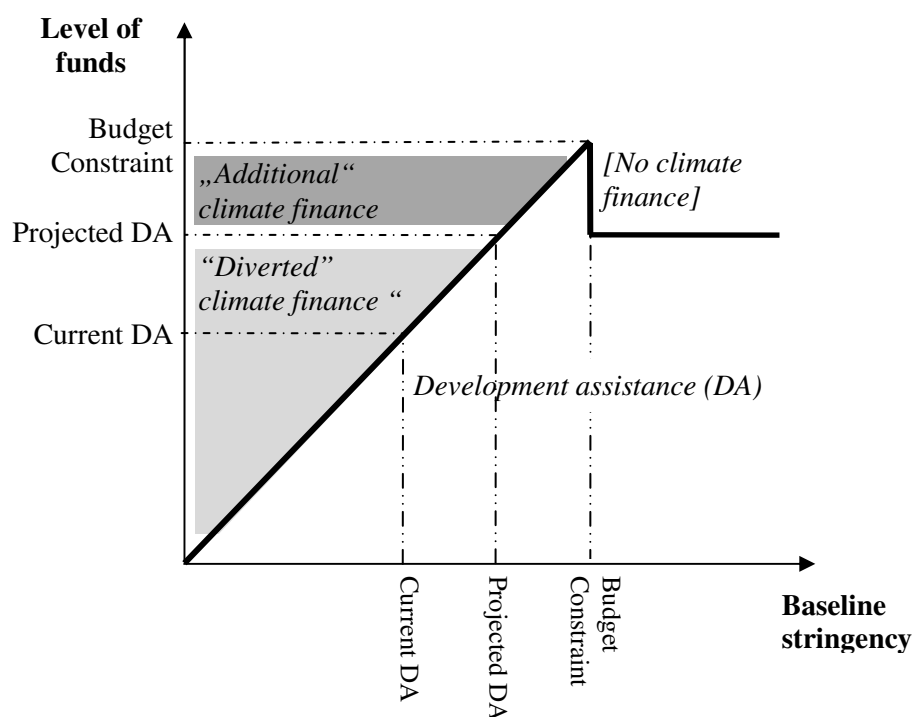 Level of
funds
Budget
Constraint
„Additional“
climate finance
[No climate
finance]
Projected DA
“Diverted”
climate finance “
Current DA
Development assistance (DA)
Current DA
Projected DA
Budget
Constraint
Baseline
stringency